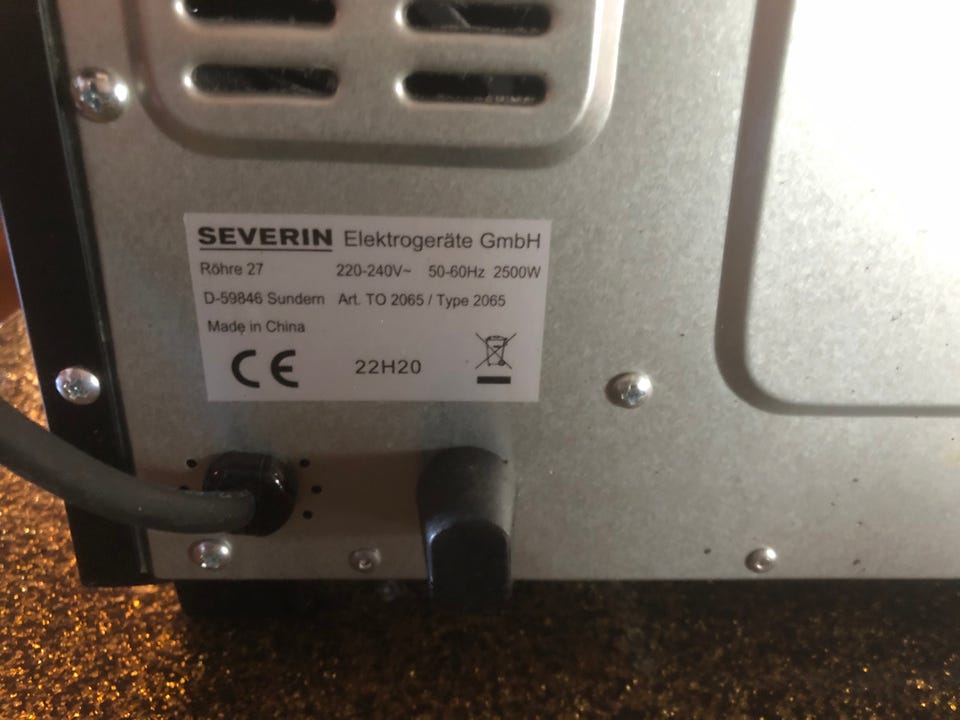 SEVERIN Elektrogeräte GmbH
Röhre 27 220-240V~ 50-60Hz 2500W
D-59846 Sundern Art. TO 2065 / Type 2065
Made in China
CE 22H20